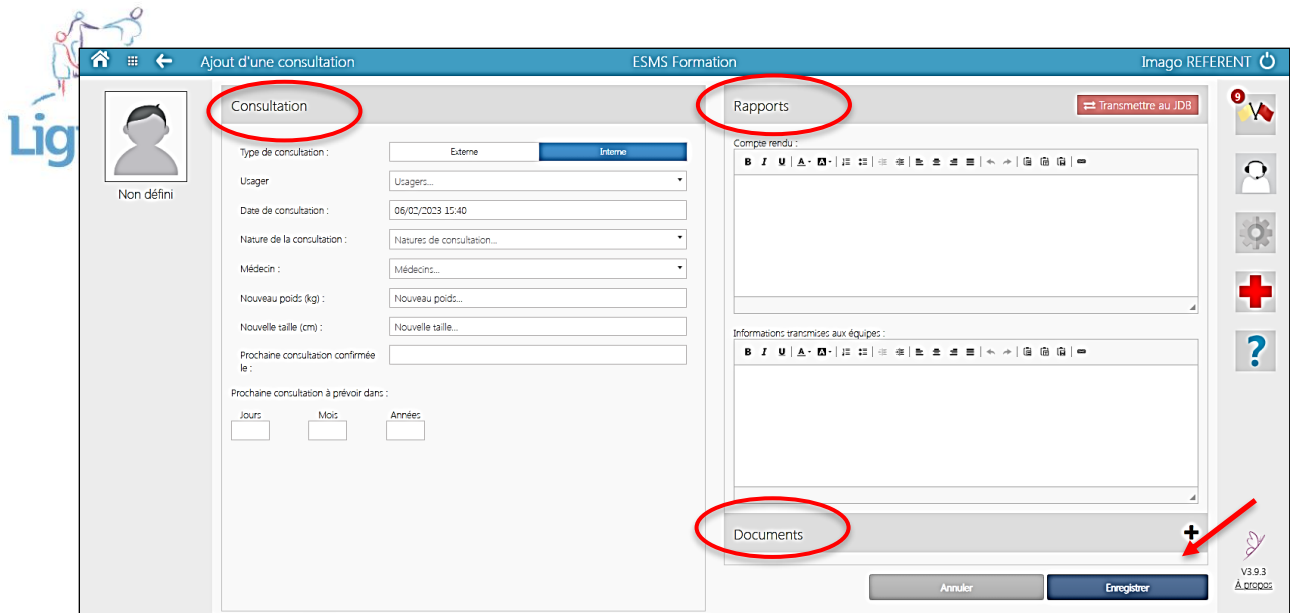 Lig
Ajout d'une consultation
ESMS Formation
Imago REFERENT
Non défini
Consultation
Type de consultation :
Externe
Interne
Usager
Usagers...
Date de consultation :
06/02/2023 15:40
Nature de la consultation :
Natures de consultation...
Médecin :
Médecins...
Nouveau poids (kg) :
Nouveau poids...
Nouvelle taille (cm) :
Nouvelle taille...
Prochaine consultation confirmée
le :
Prochaine consultation à prévoir dans :
Jours
Mois
Années
Rapports
Transmettre au JDB
Compte rendu :
B I U A A
Informations transmises aux équipes :
B I U A A
Documents
+
Annuler
Enregistrer
9
?
V3.9.3
À propos